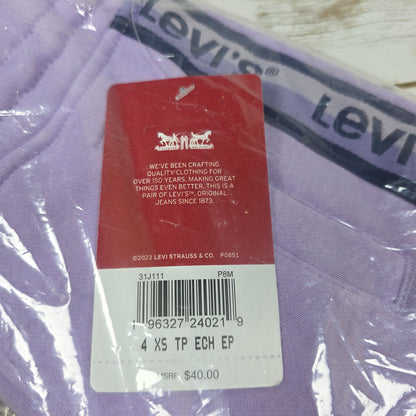 Levi's®
Levi's
WE'VE BEEN CRAFTING
QUALITY CLOTHING FOR
OVER 150 YEARS. MAKING GREAT
THINGS EVEN BETTER. THIS IS A
PAIR OF LEVI'S® ORIGINAL
JEANS SINCE 1873.
©2023 LEVI STRAUSS & CO. P0853
31J111 P8M
1 96327 24021 9
4 XS TP ECH EP
MSRP $40.00